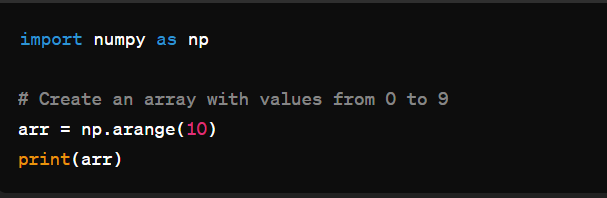 import numpy as np
# Create an array with values from 0 to 9
arr = np.arange(10)
print(arr)